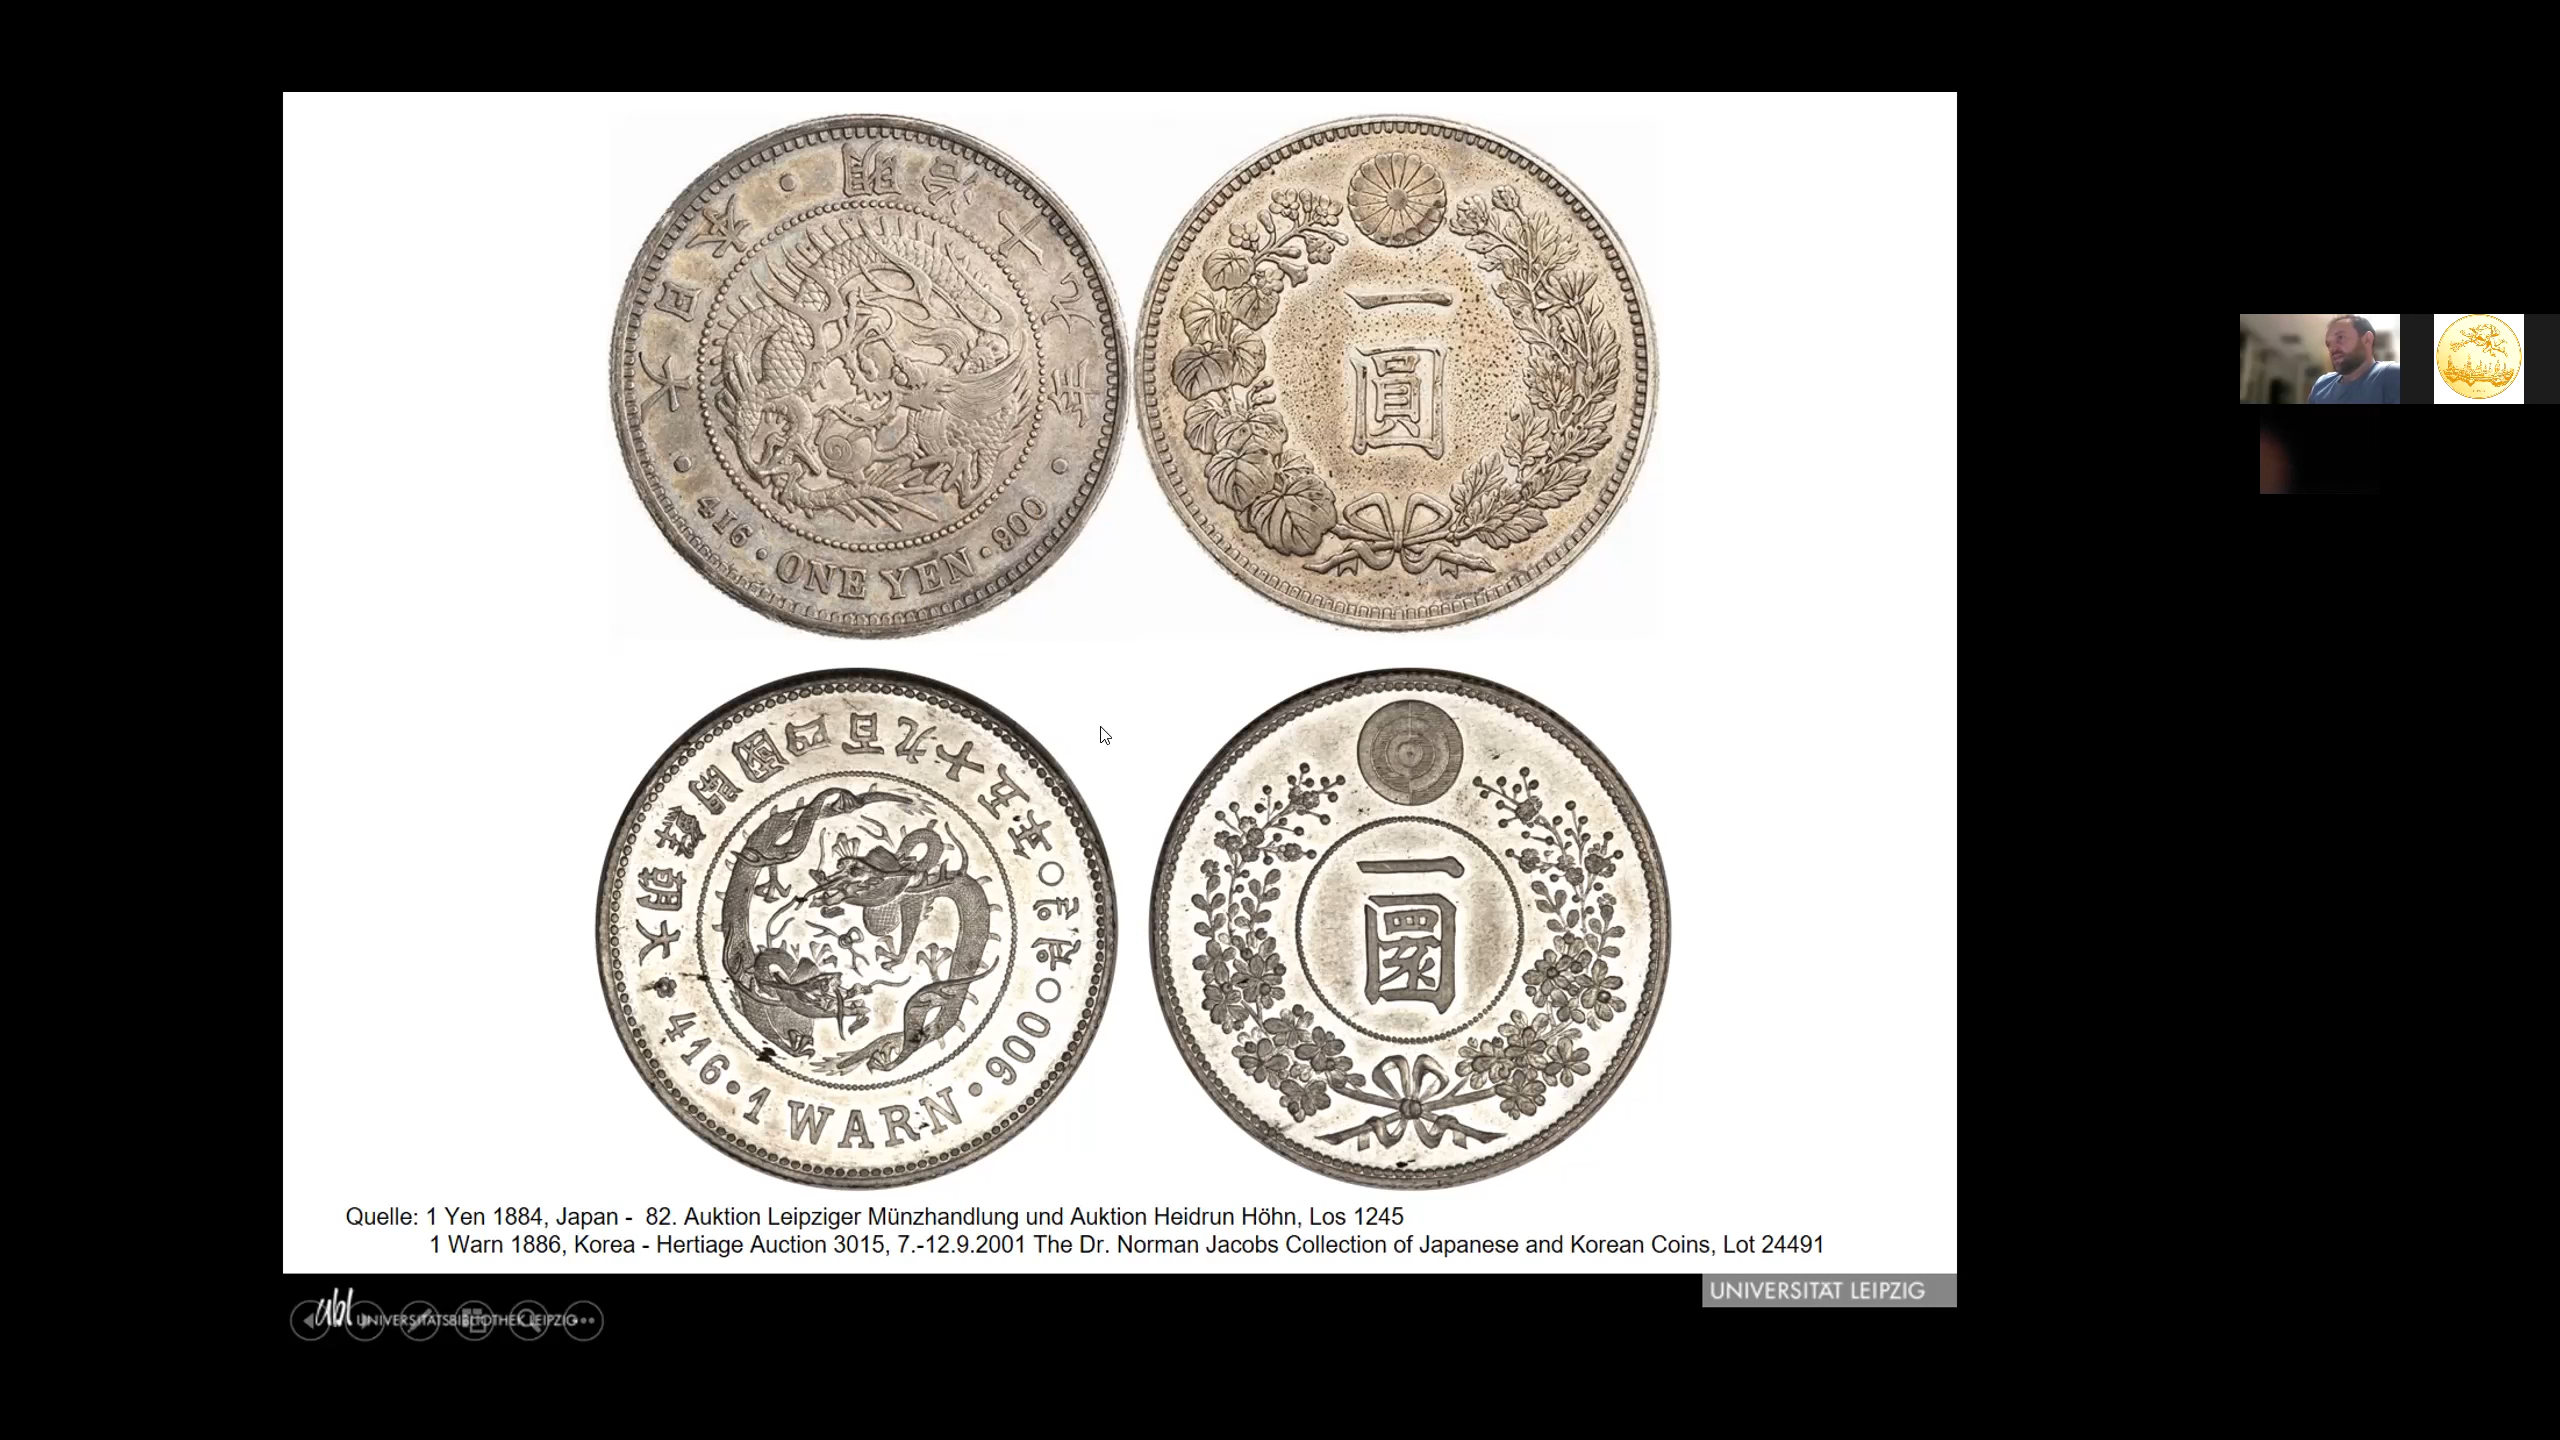 大日本・明治十九年
416・ONE YEN・900
一
圓
大朝鮮開國四百九十五年
416・1 WARN・900
一
圜
Quelle: 1 Yen 1884, Japan - 82. Auktion Leipziger Münzhandlung und Auktion Heidrun Höhn, Los 1245
1 Warn 1886, Korea - Hertiage Auction 3015, 7.-12.9.2001 The Dr. Norman Jacobs Collection of Japanese and Korean Coins, Lot 24491
UNIVERSITÄT LEIPZIG
ubl UNIVERSITÄTSBIBLIOTHEK LEIPZIG